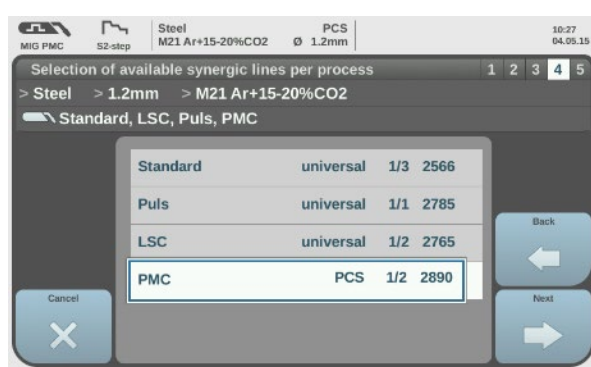 MIG PMC
S2-step
Steel
M21 Ar+15-20%CO2
PCS
Ø 1.2mm
10:27
04.05.15
Selection of available synergic lines per process 1 2 3 4 5
> Steel > 1.2mm > M21 Ar+15-20%CO2
Standard, LSC, Puls, PMC
Standard universal 1/3 2566
Puls universal 1/1 2785
LSC universal 1/2 2765
PMC PCS 1/2 2890
Back
Cancel
Next